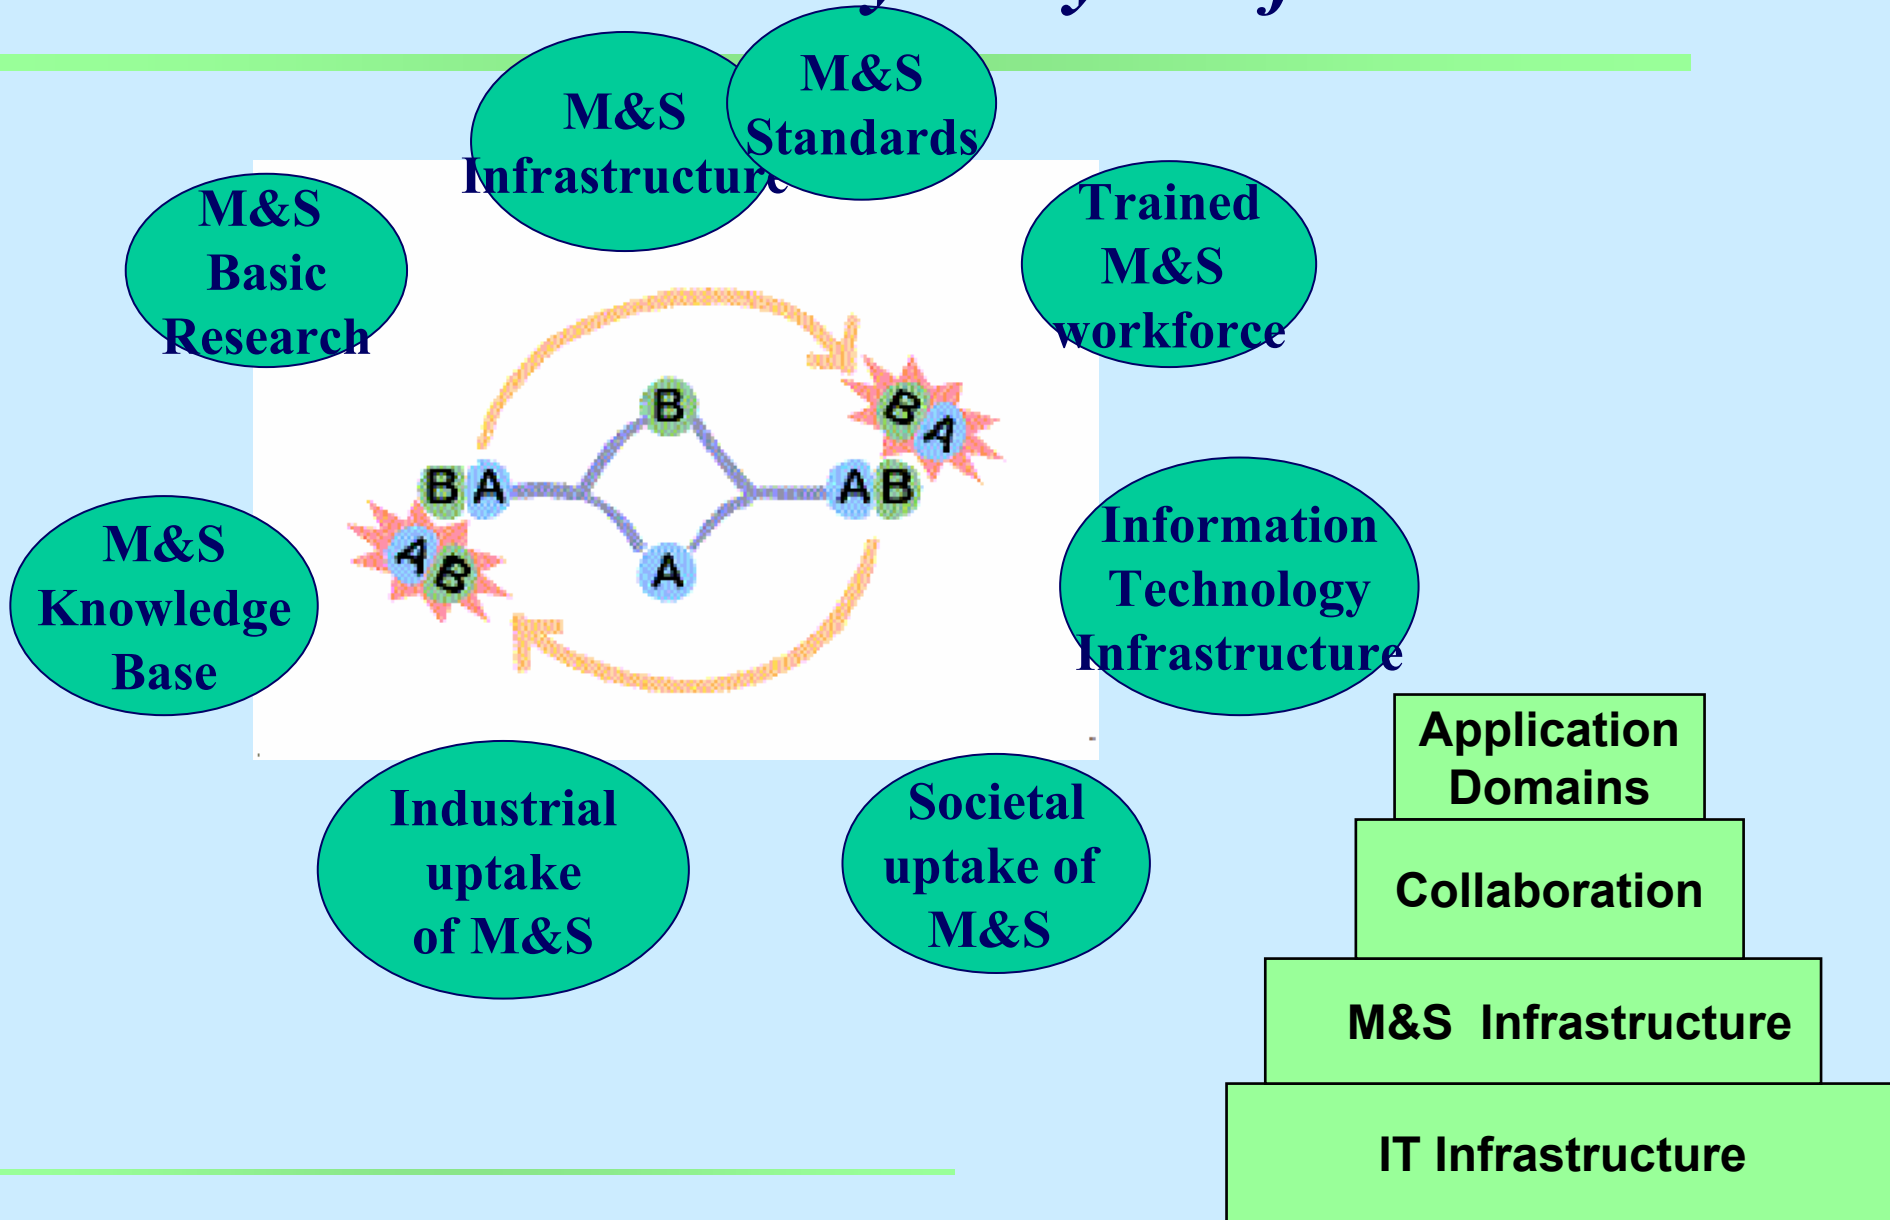 M&S
Infrastructure
M&S
Standards
M&S
Basic
Research
Trained
M&S
workforce
B
B A
B A
A B
A B
A
M&S
Knowledge
Base
Information
Technology
Infrastructure
Industrial
uptake
of M&S
Societal
uptake of
M&S
Application
Domains
Collaboration
M&S Infrastructure
IT Infrastructure